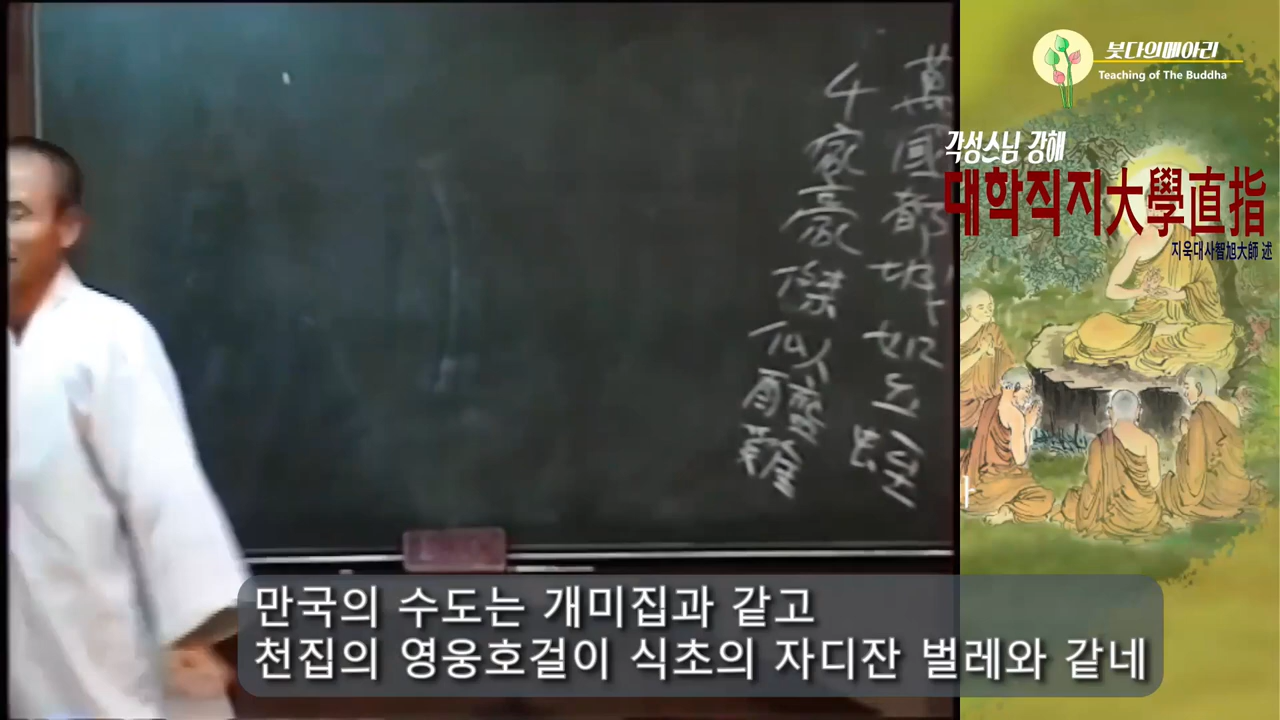 붓다의메아리
Teaching of The Buddha
각성스님 강해
대학직지大學直指
지욱대사智旭大師 述
萬國都城如
千家豪傑似醯鷄
만국의 수도는 개미집과 같고
천집의 영웅호걸이 식초의 자디잔 벌레와 같네